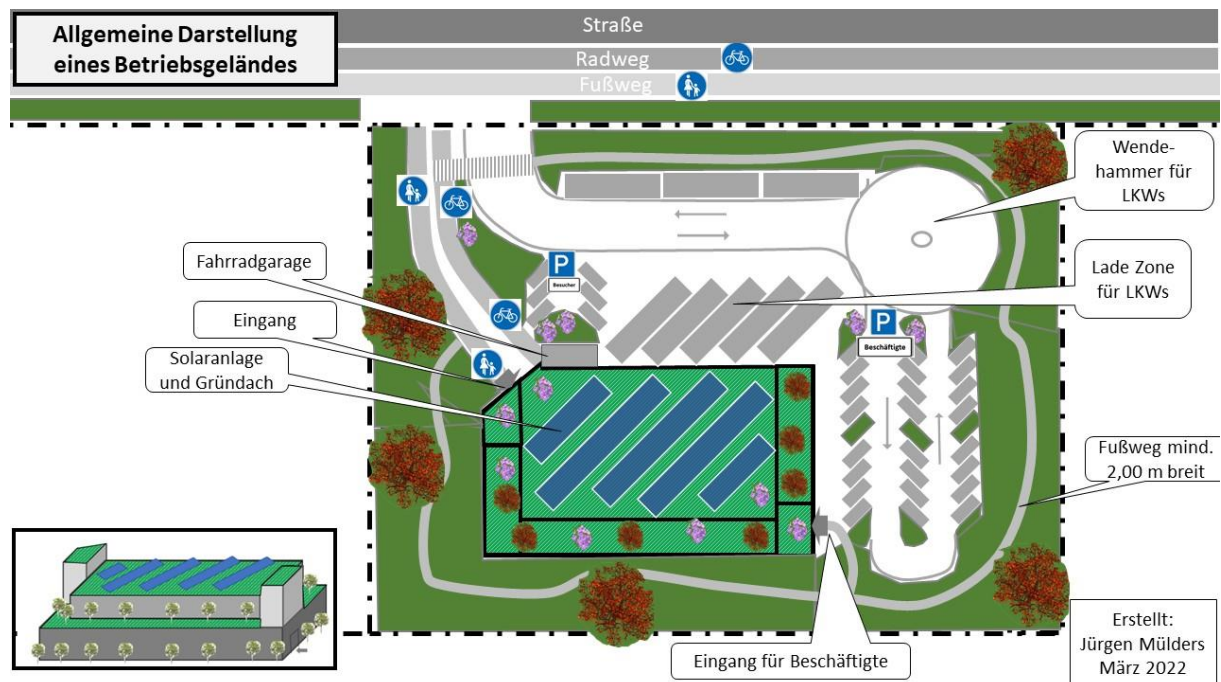 Allgemeine Darstellung
eines Betriebsgeländes
Straße
Radweg
Fußweg
Wende-
hammer für
LKWs
Fahrradgarage
P
Besucher
Lade Zone
für LKWs
Eingang
P
Beschäftigte
Solaranlage
und Gründach
Fußweg mind.
2,00 m breit
Eingang für Beschäftigte
Erstellt:
Jürgen Mülders
März 2022